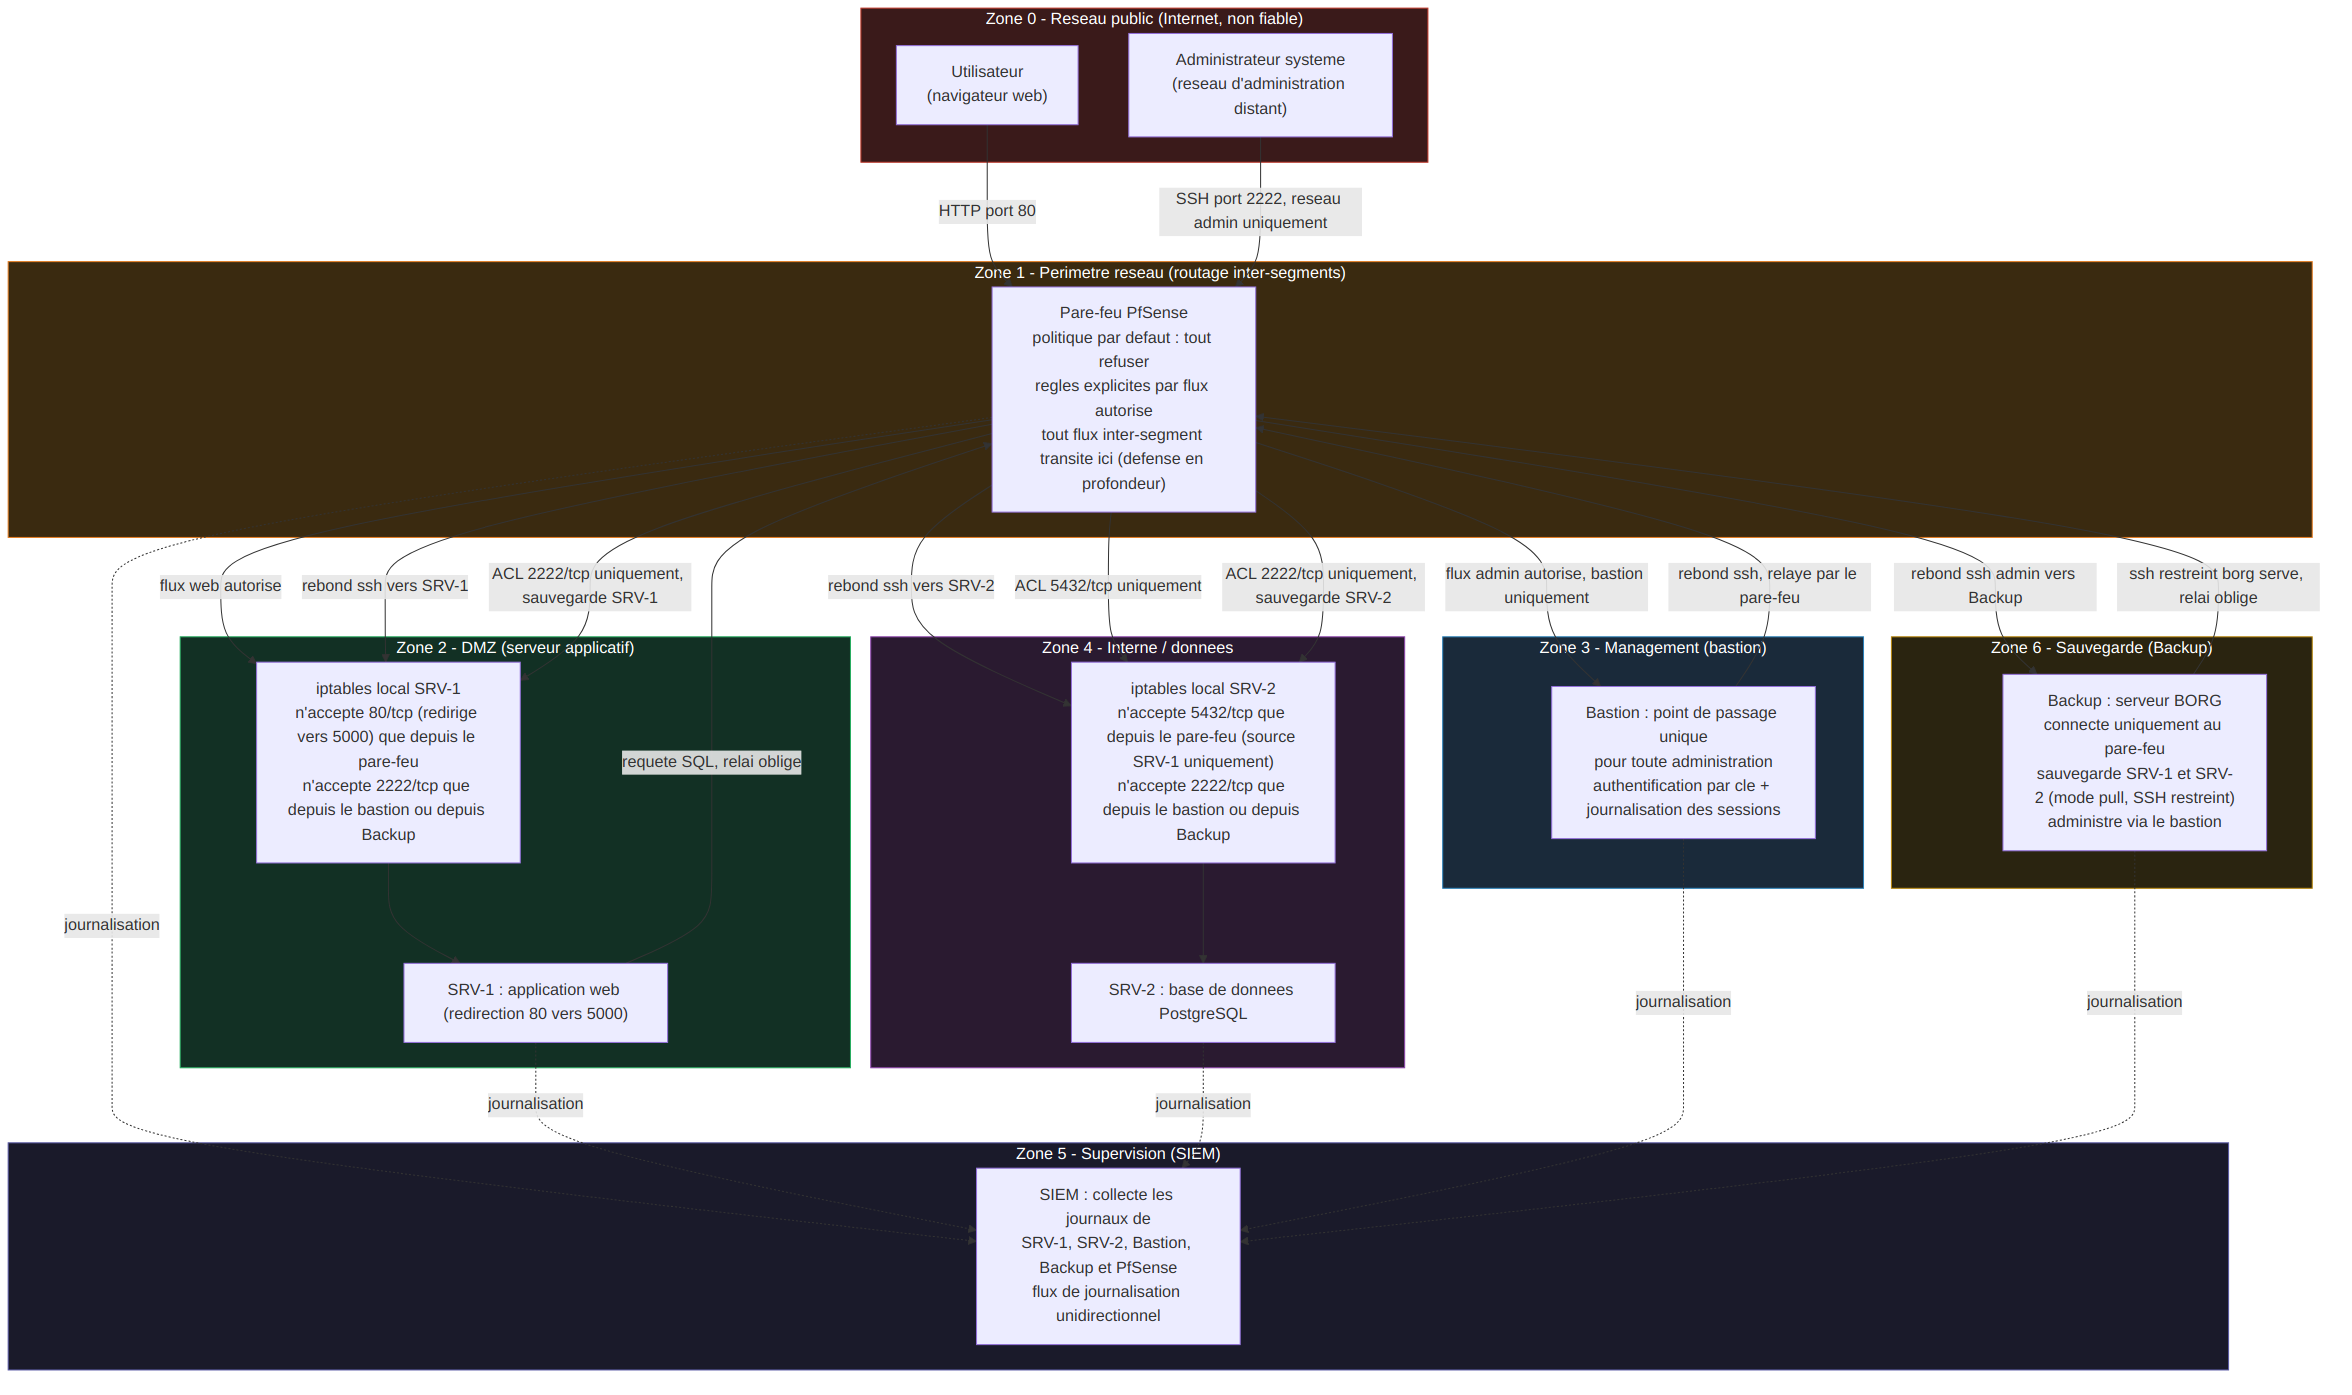 Zone 0 - Reseau public (Internet, non fiable)
Utilisateur
(navigateur web)
Administrateur systeme
(reseau d'administration
distant)
HTTP port 80
SSH port 2222, reseau
admin uniquement
Zone 1 - Perimetre reseau (routage inter-segments)
Pare-feu PfSense
politique par defaut : tout
refuser
regles explicites par flux
autorise
tout flux inter-segment
transite ici (defense en
profondeur)
flux web autorise
rebond ssh vers SRV-1
ACL 2222/tcp uniquement,
sauvegarde SRV-1
rebond ssh vers SRV-2
ACL 5432/tcp uniquement
ACL 2222/tcp uniquement,
sauvegarde SRV-2
flux admin autorise, bastion
uniquement
rebond ssh, relaye par le
pare-feu
rebond ssh admin vers
Backup
ssh restreint borg serve,
relai oblige
Zone 2 - DMZ (serveur applicatif)
iptables local SRV-1
n'accepte 80/tcp (redirige
vers 5000) que depuis le
pare-feu
n'accepte 2222/tcp que
depuis le bastion ou depuis
Backup
requete SQL, relai oblige
SRV-1 : application web
(redirection 80 vers 5000)
Zone 4 - Interne / donnees
iptables local SRV-2
n'accepte 5432/tcp que
depuis le pare-feu (source
SRV-1 uniquement)
n'accepte 2222/tcp que
depuis le bastion ou depuis
Backup
SRV-2 : base de donnees
PostgreSQL
Zone 3 - Management (bastion)
Bastion : point de passage
unique
pour toute administration
authentification par cle +
journalisation des sessions
Zone 6 - Sauvegarde (Backup)
Backup : serveur BORG
connecte uniquement au
pare-feu
sauvegarde SRV-1 et SRV-
2 (mode pull, SSH restreint)
administre via le bastion
journalisation
journalisation
journalisation
journalisation
journalisation
Zone 5 - Supervision (SIEM)
SIEM : collecte les
journaux de
SRV-1, SRV-2, Bastion,
Backup et PfSense
flux de journalisation
unidirectionnel